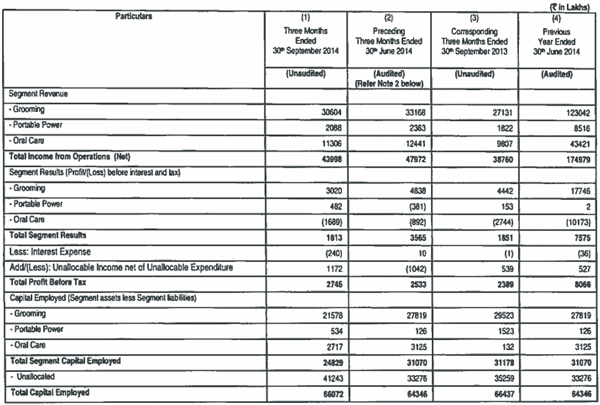 (₹ in Lakhs)
Particulars (1) (2) (3) (4)
Three Months Preceding Corresponding Previous
Ended Three Months Ended Three Months Ended Year Ended
30th September 2014 30th June 2014 30th September 2013 30th June 2014
(Unaudited) (Audited) (Unaudited) (Audited)
(Refer Note 2 below)
Segment Revenue
- Grooming 30604 33168 27131 123042
- Portable Power 2088 2363 1822 8516
- Oral Care 11306 12441 9807 43421
Total Income from Operations (Net) 43998 47972 38760 174979
Segment Results (Profit/(Loss) before interest and tax)
- Grooming 3020 4838 4442 17746
- Portable Power 482 (381) 153 2
- Oral Care (1689) (892) (2744) (10173)
Total Segment Results 1813 3565 1851 7575
Less: Interest Expense (240) 10 (1) (36)
Add/(Less): Unallocable Income net of Unallocable Expenditure 1172 (1042) 539 527
Total Profit Before Tax 2745 2533 2389 8066
Capital Employed (Segment assets less Segment liabilities)
- Grooming 21578 27819 29523 27819
- Portable Power 534 126 1523 126
- Oral Care 2717 3125 132 3125
Total Segment Capital Employed 24829 31070 31178 31070
- Unallocated 41243 33276 35259 33276
Total Capital Employed 66072 64346 66437 64346